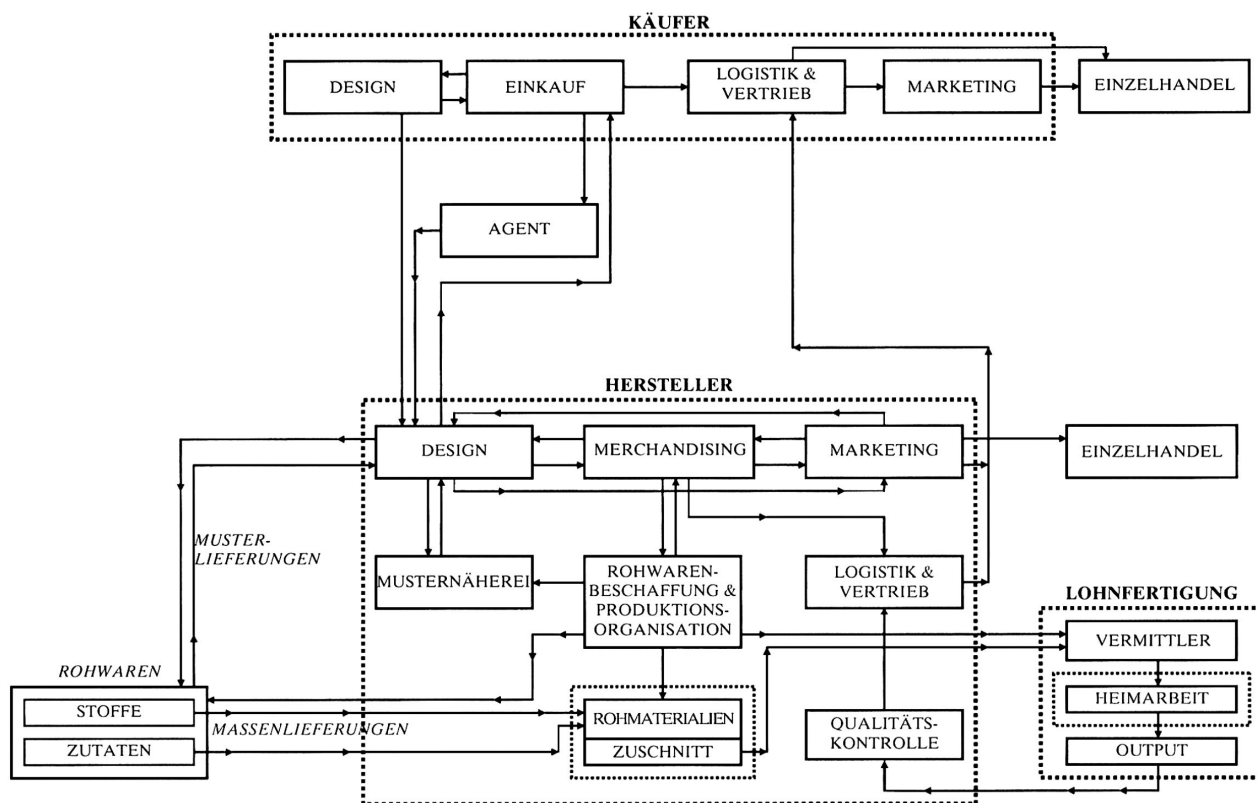 KÄUFER
DESIGN
EINKAUF
LOGISTIK &
VERTRIEB
MARKETING
EINZELHANDEL
AGENT
HERSTELLER
DESIGN
MERCHANDISING
MARKETING
EINZELHANDEL
MUSTER-
LIEFERUNGEN
MUSTERNÄHEREI
ROHWAREN-
BESCHAFFUNG &
PRODUKTIONS-
ORGANISATION
LOGISTIK &
VERTRIEB
LOHNFERTIGUNG
VERMITTLER
HEIMARBEIT
OUTPUT
ROHWAREN
STOFFE
ZUTATEN
MASSENLIEFERUNGEN
ROHMATERIALIEN
ZUSCHNITT
QUALITÄTS-
KONTROLLE